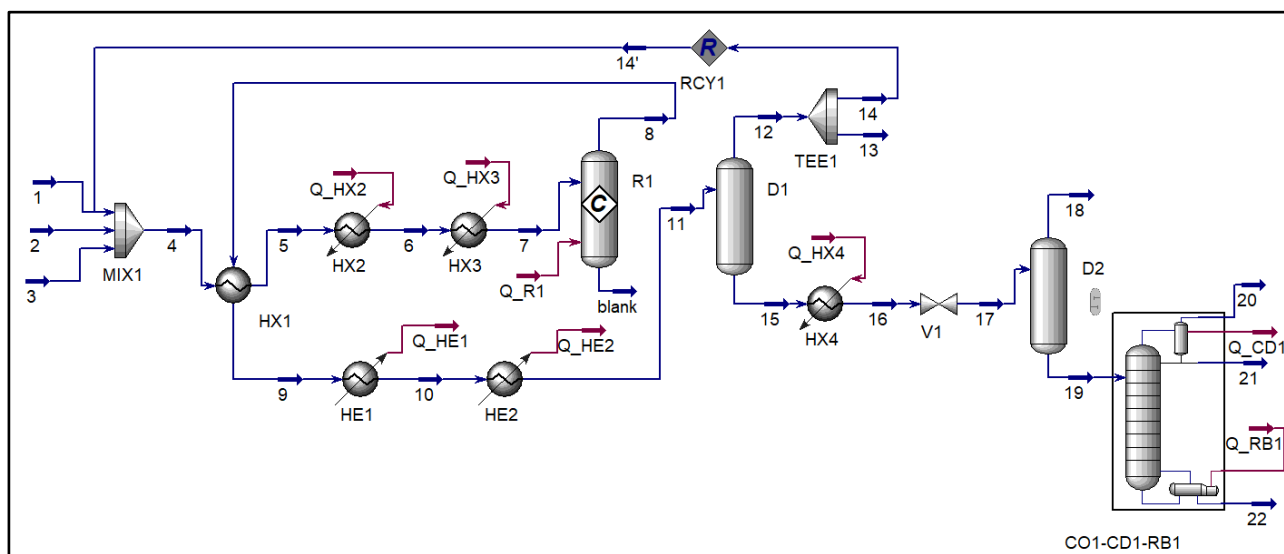 14'
R
RCY1
8
12
14
13
TEE1
1
2
3
MIX1
4
5
Q_HX2
HX2
6
Q_HX3
HX3
7
R1
C
Q_R1
blank
11
D1
HX1
9
Q_HE1
HE1
10
Q_HE2
HE2
15
Q_HX4
HX4
16
V1
17
18
D2
19
20
Q_CD1
21
Q_RB1
22
CO1-CD1-RB1